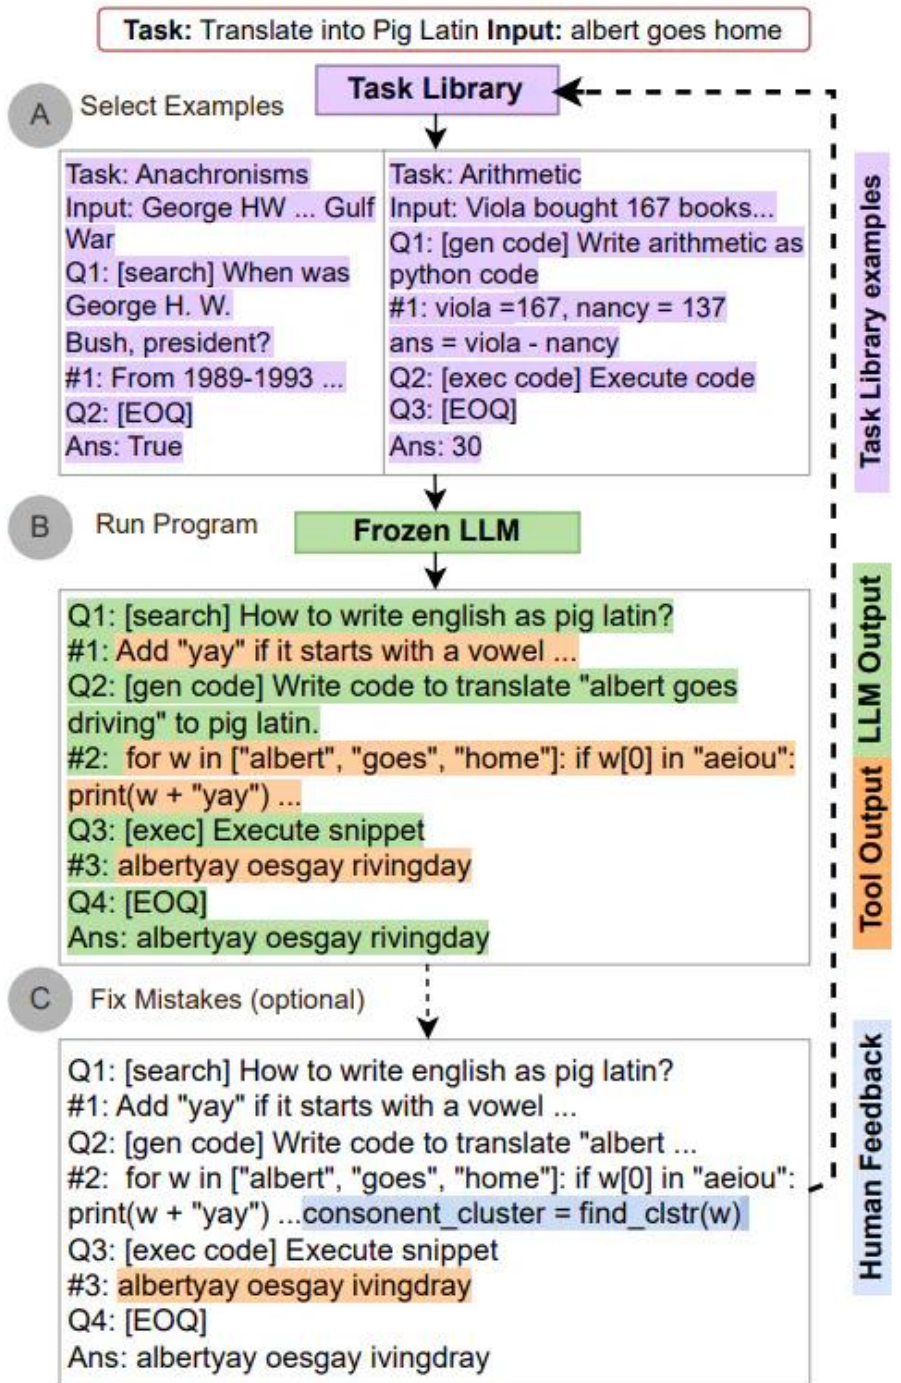 Task: Translate into Pig Latin Input: albert goes home
Task Library
A
Select Examples
Task: Anachronisms
Input: George HW ... Gulf
War
Q1: [search] When was
George H. W.
Bush, president?
#1: From 1989-1993 ...
Q2: [EOQ]
Ans: True
Task: Arithmetic
Input: Viola bought 167 books...
Q1: [gen code] Write arithmetic as
python code
#1: viola =167, nancy = 137
ans = viola - nancy
Q2: [exec code] Execute code
Q3: [EOQ]
Ans: 30
Task Library examples
B
Run Program
Frozen LLM
Q1: [search] How to write english as pig latin?
#1: Add "yay" if it starts with a vowel ...
Q2: [gen code] Write code to translate "albert goes
driving" to pig latin.
#2: for w in ["albert", "goes", "home"]: if w[0] in "aeiou":
print(w + "yay") ...
Q3: [exec] Execute snippet
#3: albertyay oesgay rivingday
Q4: [EOQ]
Ans: albertyay oesgay rivingday
LLM Output
Tool Output
C
Fix Mistakes (optional)
Q1: [search] How to write english as pig latin?
#1: Add "yay" if it starts with a vowel ...
Q2: [gen code] Write code to translate "albert ...
#2: for w in ["albert", "goes", "home"]: if w[0] in "aeiou":
print(w + "yay") ...consonent_cluster = find_clstr(w)
Q3: [exec code] Execute snippet
#3: albertyay oesgay ivingdray
Q4: [EOQ]
Ans: albertyay oesgay ivingdray
Human Feedback